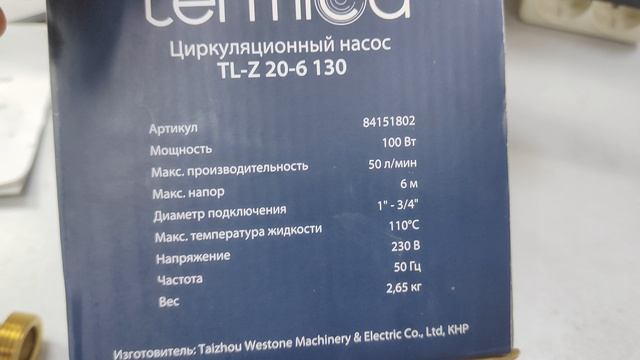 termica
Циркуляционный насос
TL-Z 20-6 130
Артикул 84151802
Мощность 100 Вт
Макс. производительность 50 л/мин
Макс. напор 6 м
Диаметр подключения 1" - 3/4"
Макс. температура жидкости 110°C
Напряжение 230 В
Частота 50 Гц
Вес 2,65 кг
Изготовитель: Taizhou Westone Machinery & Electric Co., Ltd, КНР